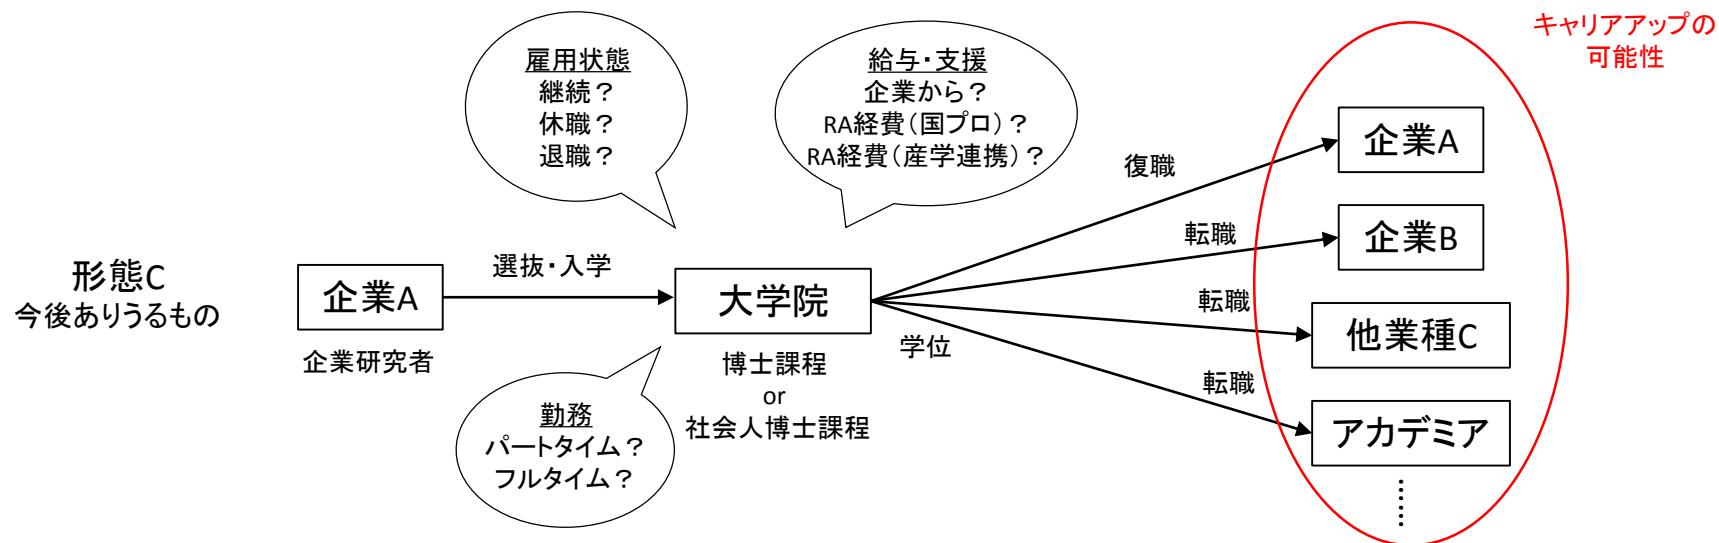 キャリアアップの
可能性
雇用状態
継続？
休職？
退職？
給与・支援
企業から？
RA経費（国プロ）？
RA経費（産学連携）？
形態C
今後ありうるもの
企業A
企業研究者
選抜・入学
大学院
博士課程
or
社会人博士課程
勤務
パートタイム？
フルタイム？
学位
復職
企業A
転職
企業B
転職
他業種C
転職
アカデミア
……